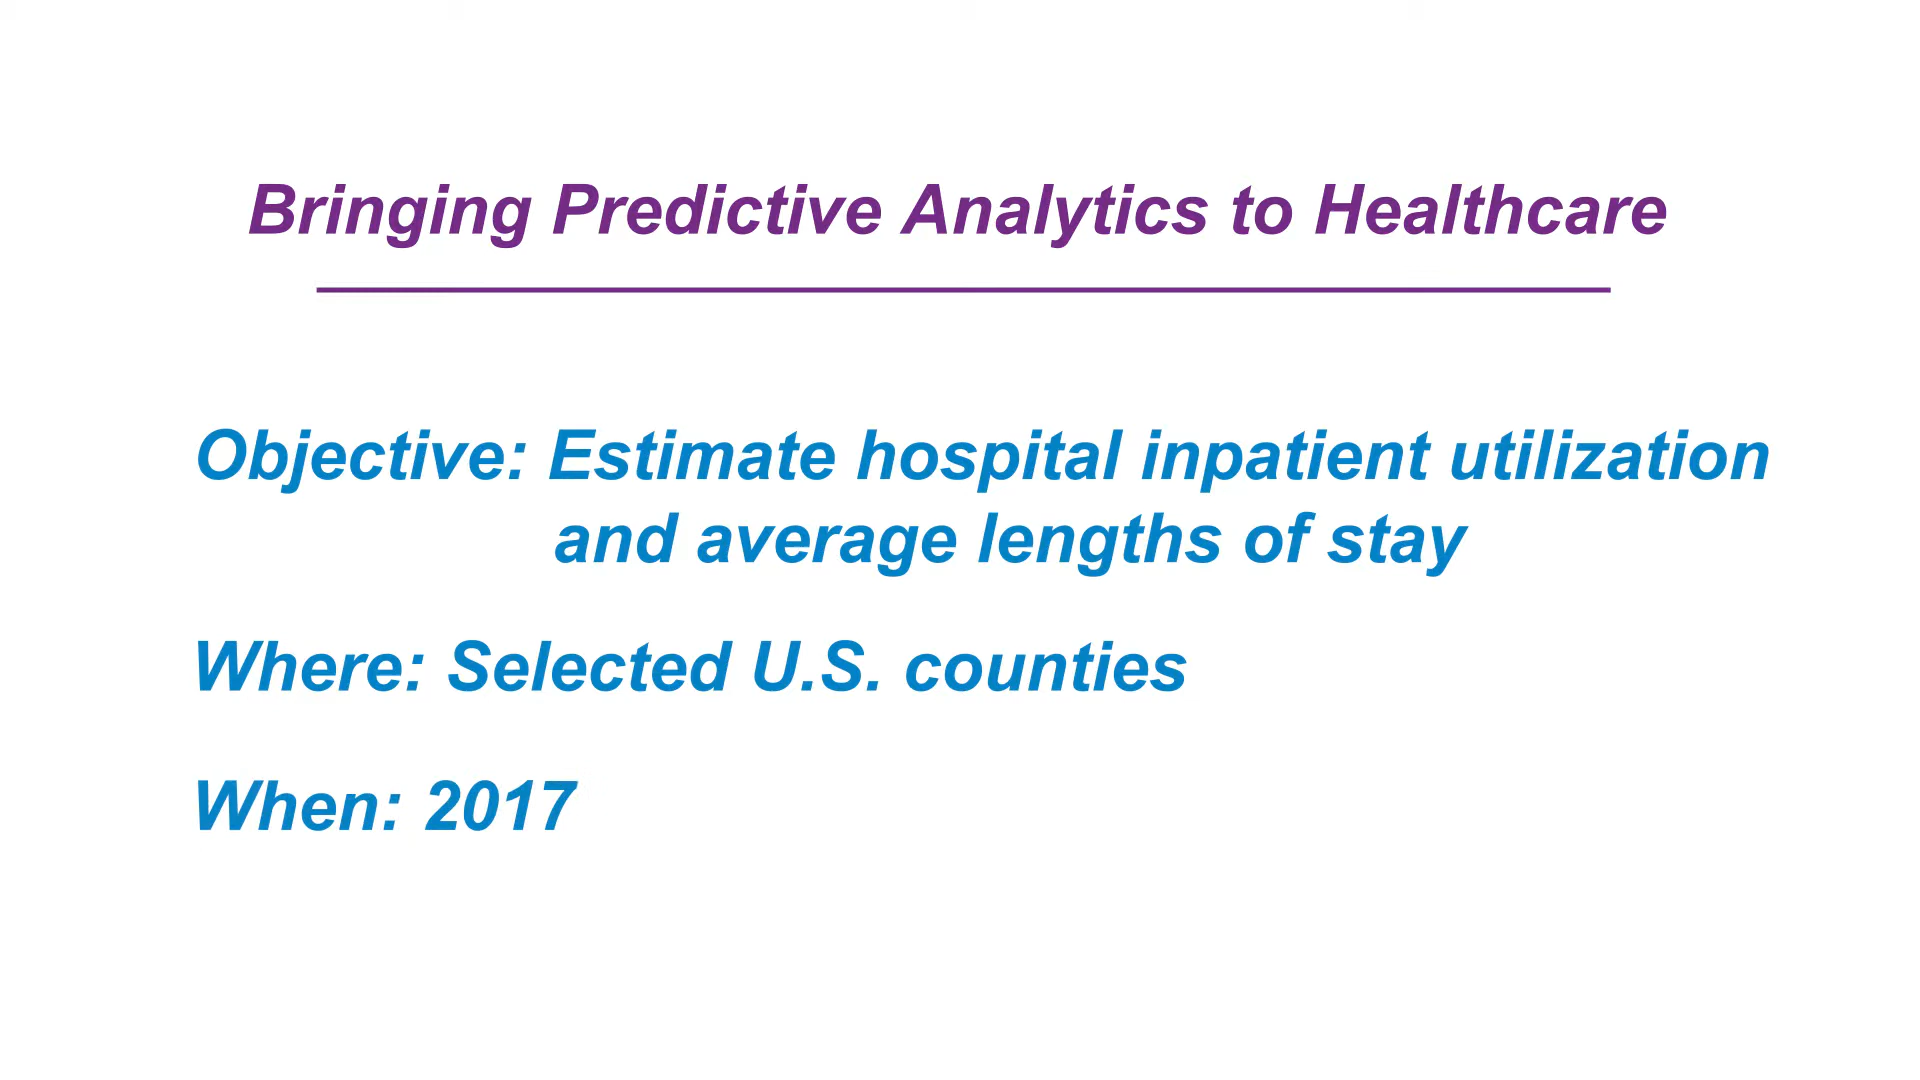 Bringing Predictive Analytics to Healthcare
Objective: Estimate hospital inpatient utilization
and average lengths of stay
Where: Selected U.S. counties
When: 2017